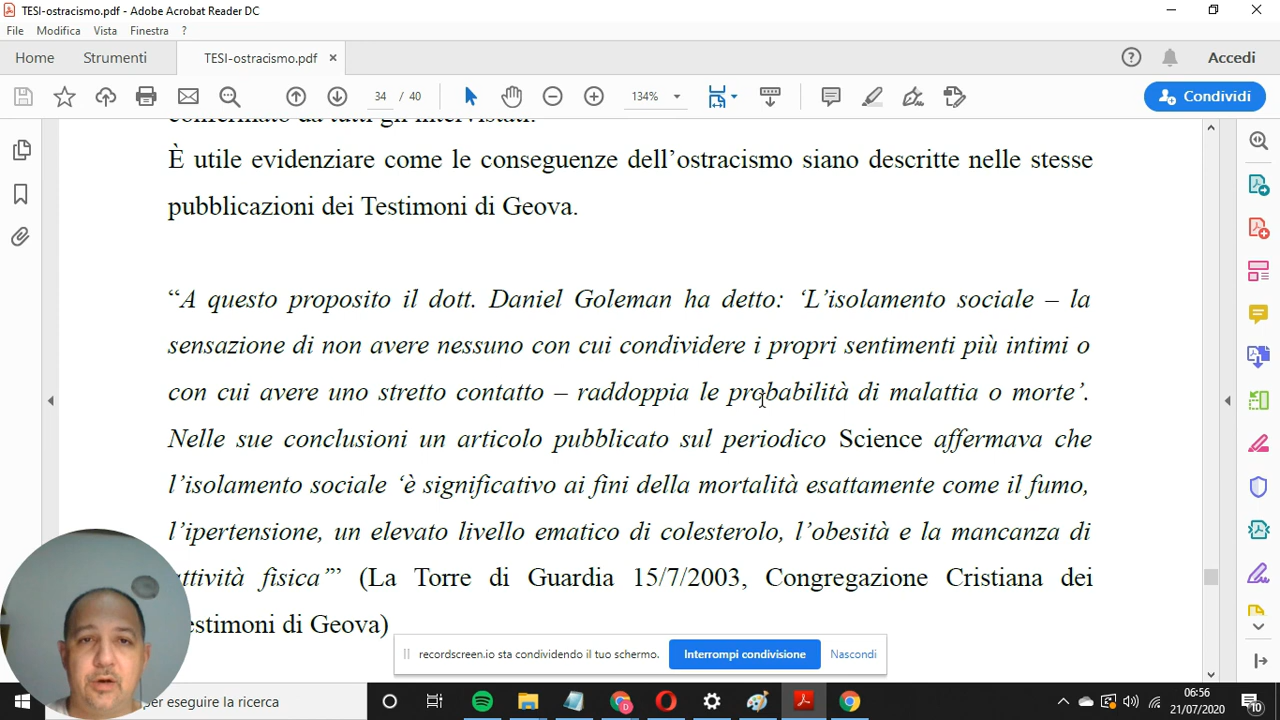 TESI-ostracismo.pdf - Adobe Acrobat Reader DC
File Modifica Vista Finestra ?
Home Strumenti TESI-ostracismo.pdf × Accedi
34 / 40 134% Condividi
confermato da tutti gli intervistati.
È utile evidenziare come le conseguenze dell’ostracismo siano descritte nelle stesse
pubblicazioni dei Testimoni di Geova.
“A questo proposito il dott. Daniel Goleman ha detto: ‘L’isolamento sociale – la
sensazione di non avere nessuno con cui condividere i propri sentimenti più intimi o
con cui avere uno stretto contatto – raddoppia le probabilità di malattia o morte’.
Nelle sue conclusioni un articolo pubblicato sul periodico Science affermava che
l’isolamento sociale ‘è significativo ai fini della mortalità esattamente come il fumo,
l’ipertensione, un elevato livello ematico di colesterolo, l’obesità e la mancanza di
attività fisica’” (La Torre di Guardia 15/7/2003, Congregazione Cristiana dei
Testimoni di Geova)
recordscreen.io sta condividendo il tuo schermo. Interrompi condivisione Nascondi
per eseguire la ricerca
06:56
21/07/2020
10